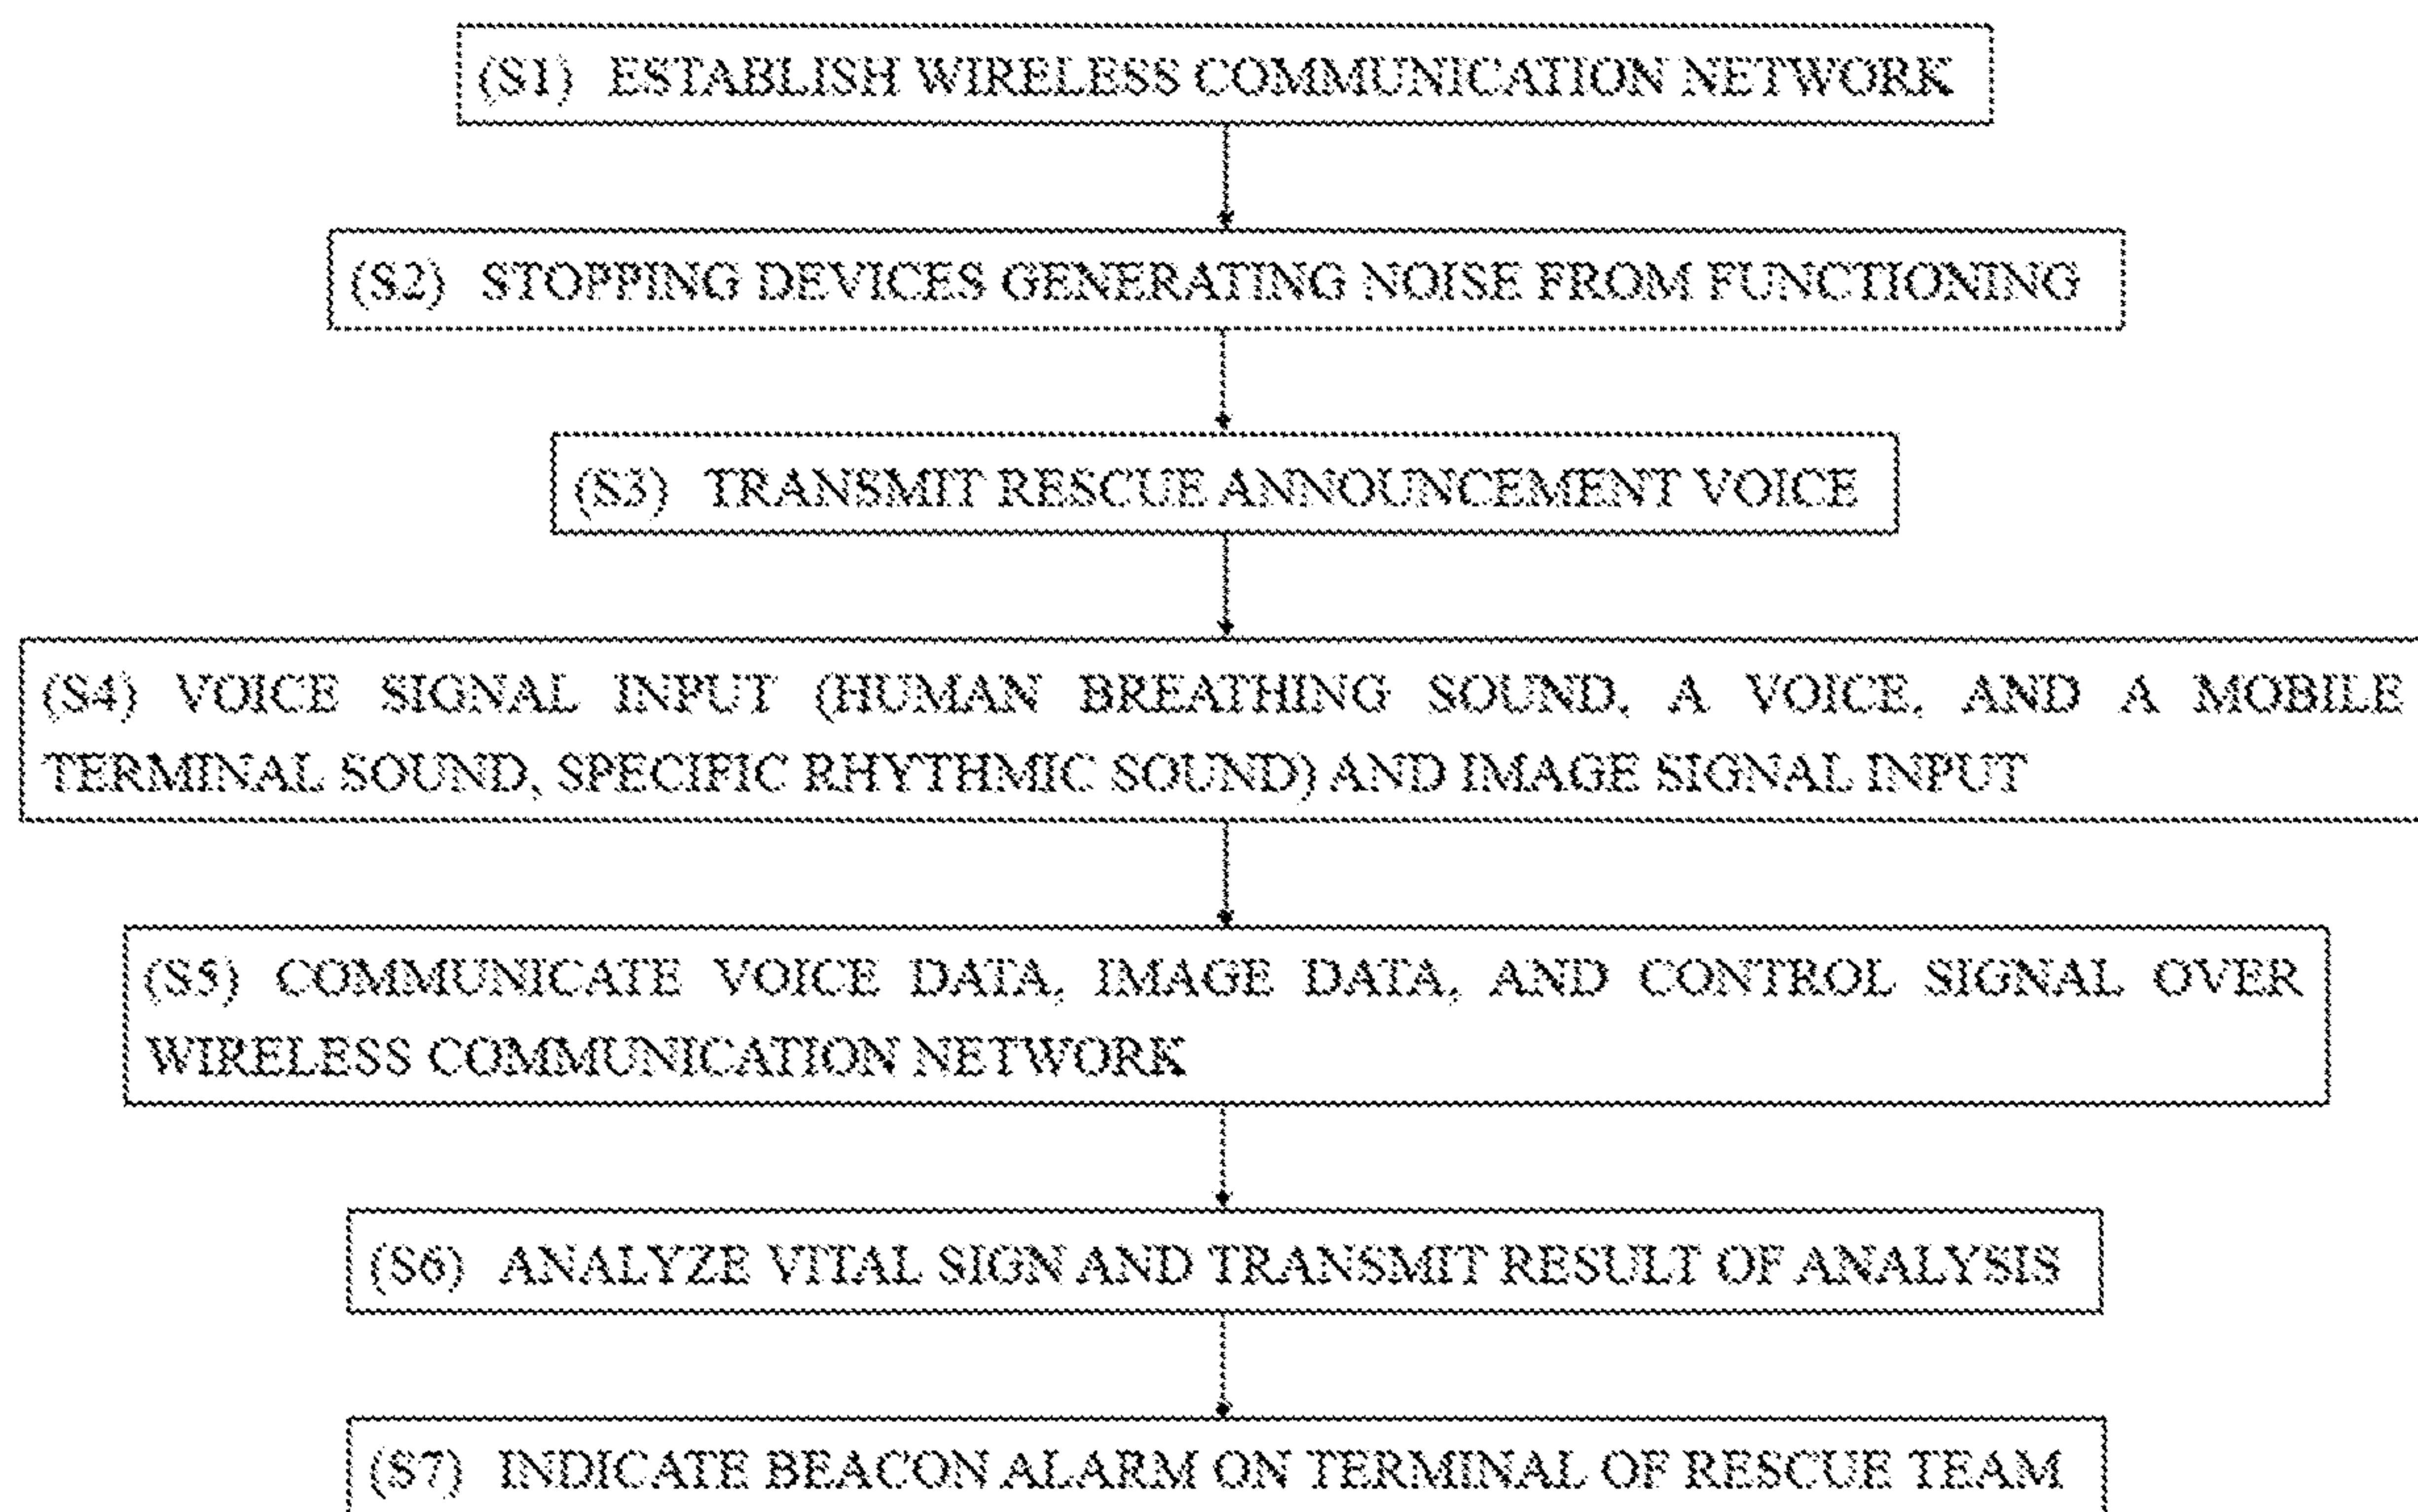 (S1) ESTABLISH WIRELESS COMMUNICATION NETWORK
(S2) STOPPING DEVICES GENERATING NOISE FROM FUNCTIONING
(S3) TRANSMIT RESCUE ANNOUNCEMENT VOICE
(S4) VOICE SIGNAL INPUT (HUMAN BREATHING SOUND, A VOICE, AND A MOBILE
TERMINAL SOUND, SPECIFIC RHYTHMIC SOUND) AND IMAGE SIGNAL INPUT
(S5) COMMUNICATE VOICE DATA, IMAGE DATA, AND CONTROL SIGNAL OVER
WIRELESS COMMUNICATION NETWORK
(S6) ANALYZE VITAL SIGN AND TRANSMIT RESULT OF ANALYSIS
(S7) INDICATE BEACON ALARM ON TERMINAL OF RESCUE TEAM